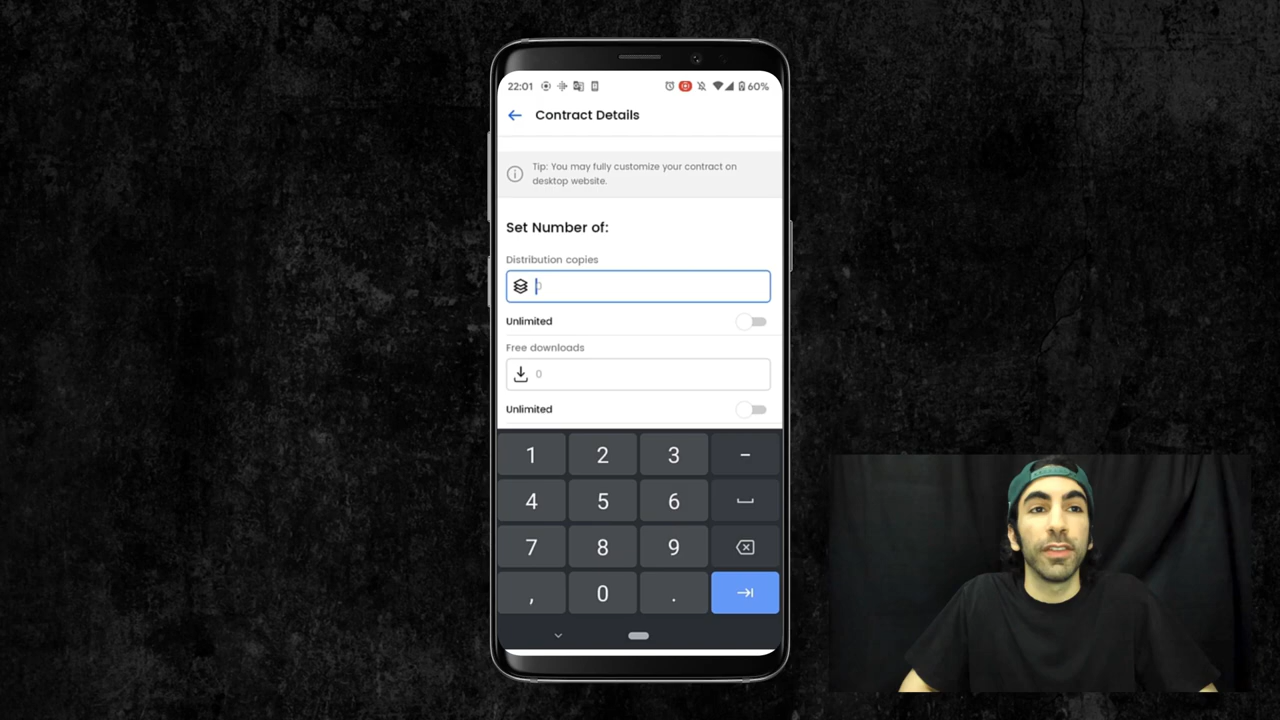 22:01 60%
Contract Details
Tip: You may fully customize your contract on
desktop website.
Set Number of:
Distribution copies
0
Unlimited
Free downloads
0
Unlimited
1 2 3 -
4 5 6
7 8 9
, 0 .